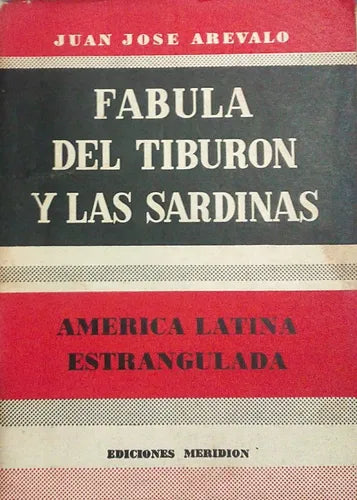 JUAN JOSE AREVALO
FABULA
DEL TIBURON
Y LAS SARDINAS
AMERICA LATINA
ESTRANGULADA
EDICIONES MERIDION